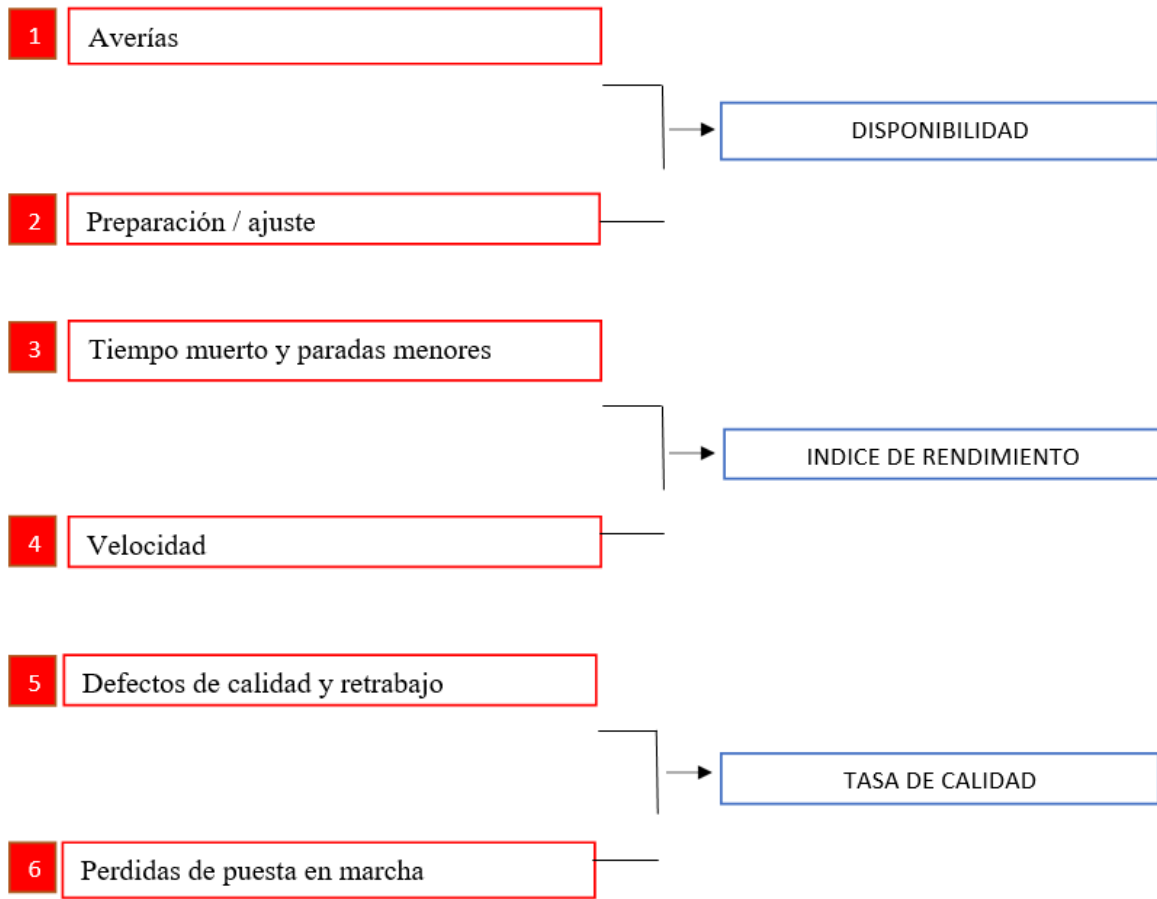 1 Averías
DISPONIBILIDAD
2 Preparación / ajuste
3 Tiempo muerto y paradas menores
INDICE DE RENDIMIENTO
4 Velocidad
5 Defectos de calidad y retrabajo
TASA DE CALIDAD
6 Perdidas de puesta en marcha